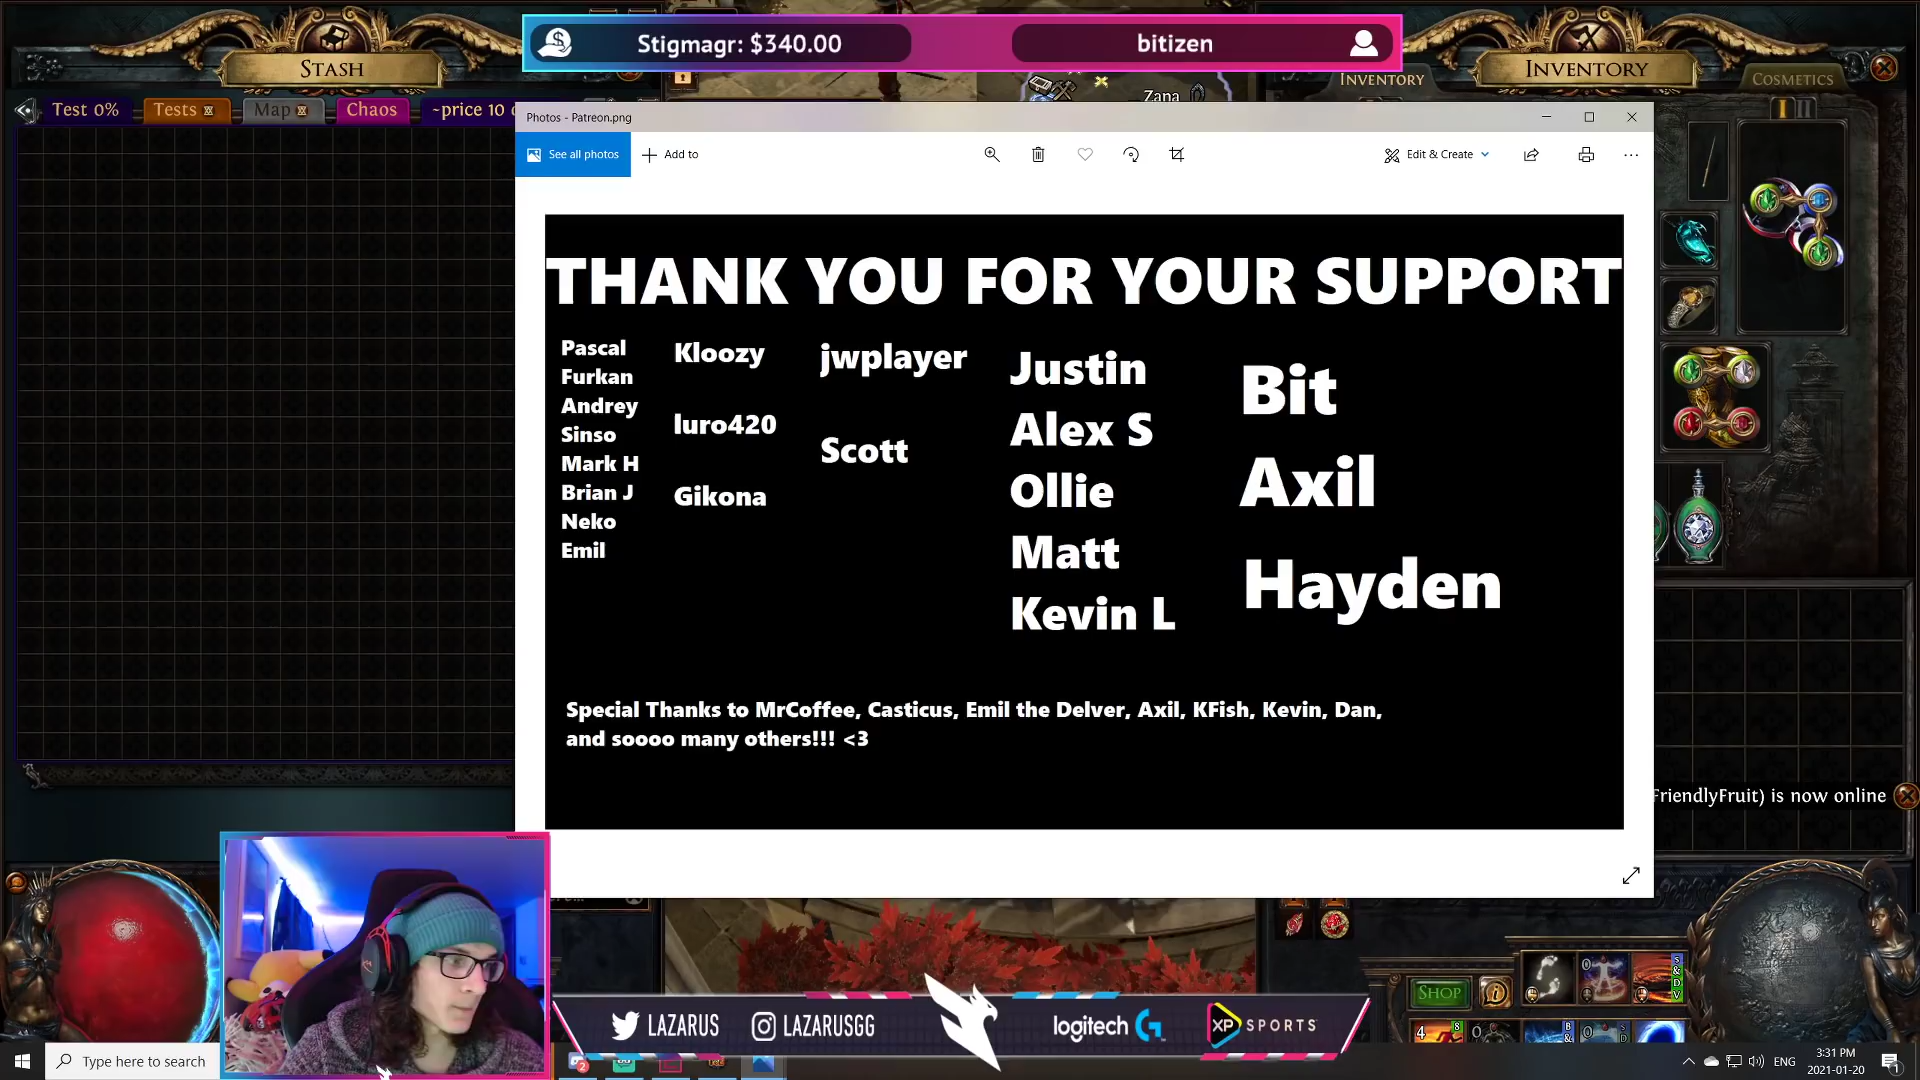 Stigmagr: $340.00
bitizen
STASH
INVENTORY
INVENTORY
COSMETICS
Test 0%
Tests
Map
Chaos
~price 10
Zana
I II
Photos - Patreon.png
See all photos
Add to
Edit & Create
THANK YOU FOR YOUR SUPPORT
Pascal
Furkan
Andrey
Sinso
Mark H
Brian J
Neko
Emil
Kloozy
luro420
Gikona
jwplayer
Scott
Justin
Alex S
Ollie
Matt
Kevin L
Bit
Axil
Hayden
Special Thanks to MrCoffee, Casticus, Emil the Delver, Axil, KFish, Kevin, Dan,
and soooo many others!!! <3
FriendlyFruit) is now online
SHOP
LAZARUS
LAZARUSGG
logitech G
XP SPORTS
Type here to search
ENG
3:31 PM
2021-01-20